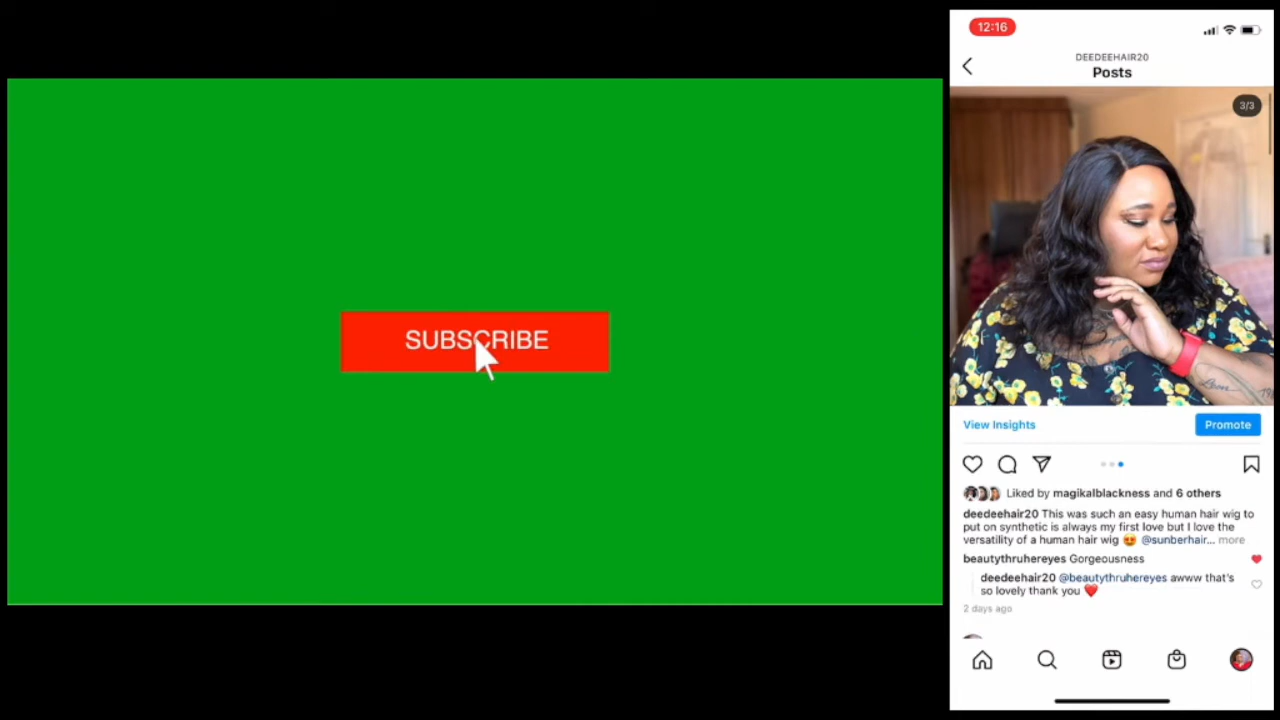 SUBSCRIBE
12:16
DEEDEEHAIR20
Posts
3/3
View Insights
Promote
Liked by magikalblackness and 6 others
deedeehair20 This was such an easy human hair wig to
put on synthetic is always my first love but I love the
versatility of a human hair wig 😍 @sunberhair... more
beautythruhereyes Gorgeousness
deedeehair20 @beautythruhereyes awww that's
so lovely thank you ❤️
2 days ago